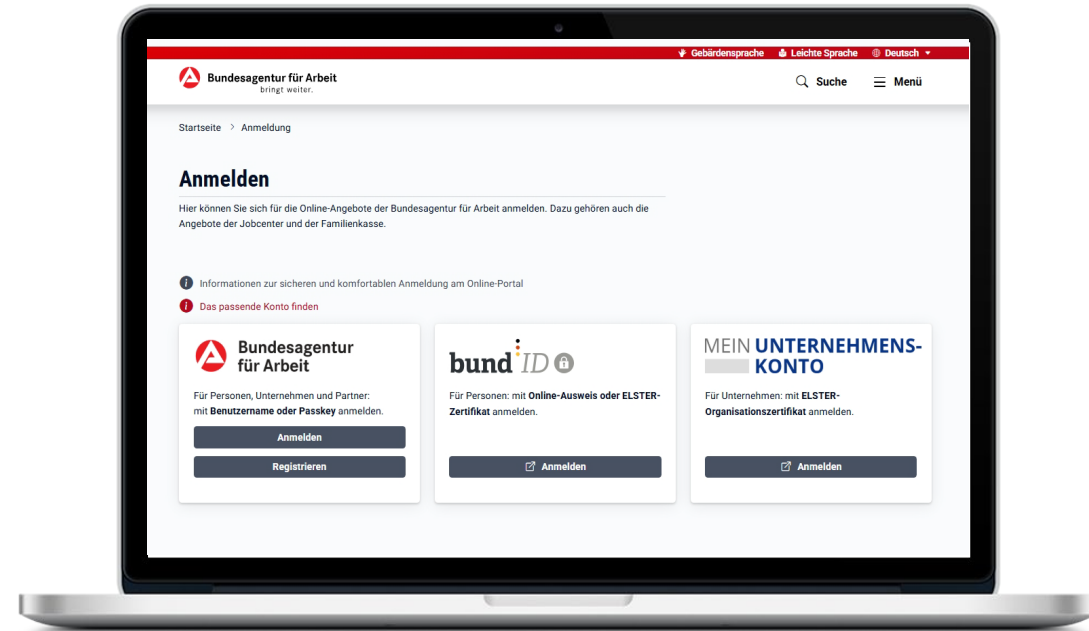 Gebärdensprache Leichte Sprache Deutsch
Bundesagentur für Arbeit
bringt weiter.
Suche Menü
Startseite > Anmeldung
Anmelden
Hier können Sie sich für die Online-Angebote der Bundesagentur für Arbeit anmelden. Dazu gehören auch die
Angebote der Jobcenter und der Familienkasse.
Informationen zur sicheren und komfortablen Anmeldung am Online-Portal
Das passende Konto finden
Bundesagentur
für Arbeit
Für Personen, Unternehmen und Partner:
mit Benutzername oder Passkey anmelden.
Anmelden
Registrieren
bund ID
Für Personen: mit Online-Ausweis oder ELSTER-
Zertifikat anmelden.
Anmelden
MEIN UNTERNEHMENS-
KONTO
Für Unternehmen: mit ELSTER-
Organisationszertifikat anmelden.
Anmelden